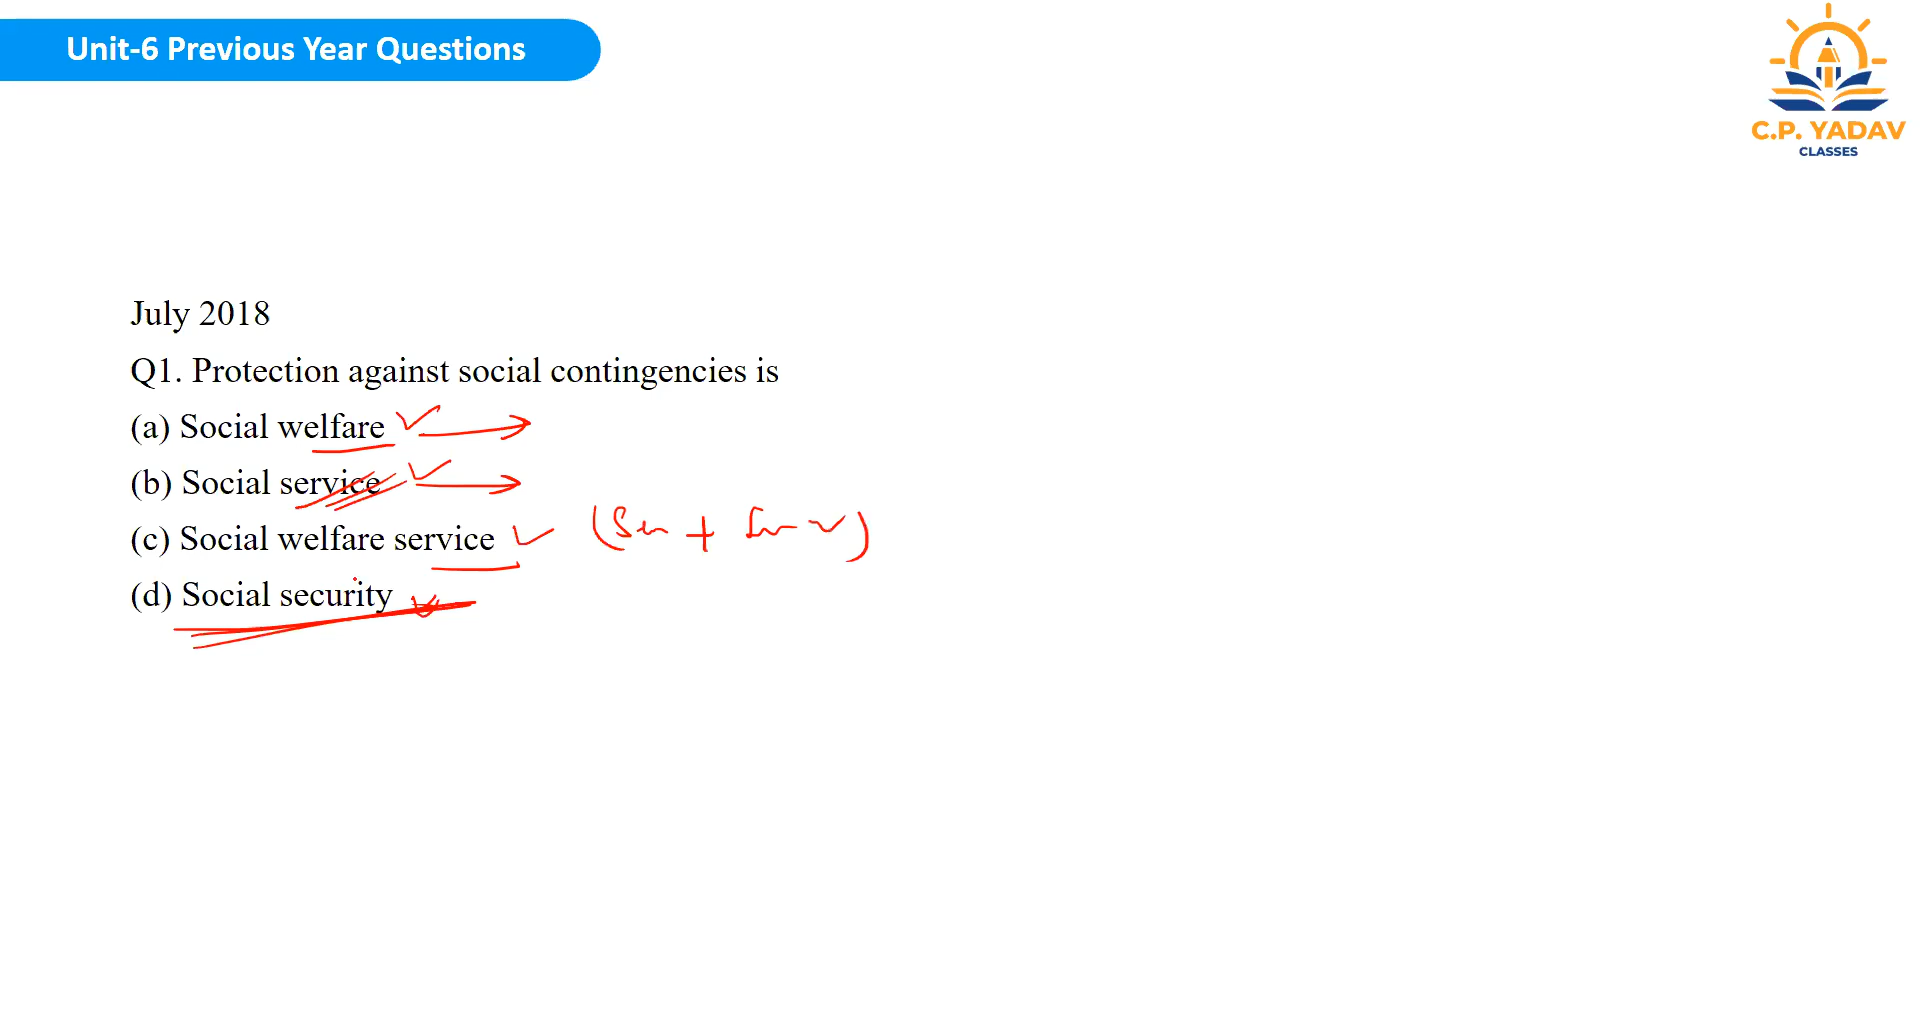 Unit-6 Previous Year Questions
C.P. YADAV
CLASSES
July 2018
Q1. Protection against social contingencies is
(a) Social welfare
(b) Social service
(c) Social welfare service
(d) Social security